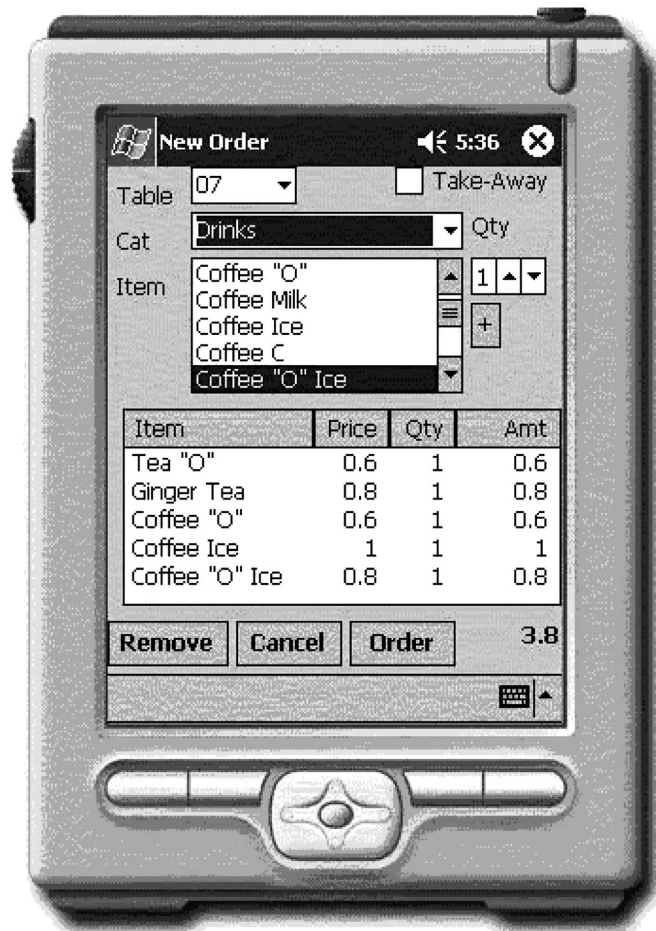 New Order 5:36
Table 07 Take-Away
Cat Drinks Qty
Item Coffee "O" 1
Coffee Milk
Coffee Ice +
Coffee C
Coffee "O" Ice
Item Price Qty Amt
Tea "O" 0.6 1 0.6
Ginger Tea 0.8 1 0.8
Coffee "O" 0.6 1 0.6
Coffee Ice 1 1 1
Coffee "O" Ice 0.8 1 0.8
Remove Cancel Order 3.8